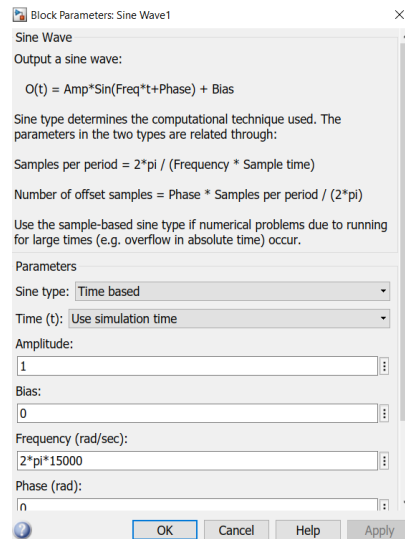 Block Parameters: Sine Wave1
Sine Wave
Output a sine wave:
O(t) = Amp*Sin(Freq*t+Phase) + Bias
Sine type determines the computational technique used. The
parameters in the two types are related through:
Samples per period = 2*pi / (Frequency * Sample time)
Number of offset samples = Phase * Samples per period / (2*pi)
Use the sample-based sine type if numerical problems due to running
for large times (e.g. overflow in absolute time) occur.
Parameters
Sine type: Time based
Time (t): Use simulation time
Amplitude:
1
Bias:
0
Frequency (rad/sec):
2*pi*15000
Phase (rad):
0
OK Cancel Help Apply